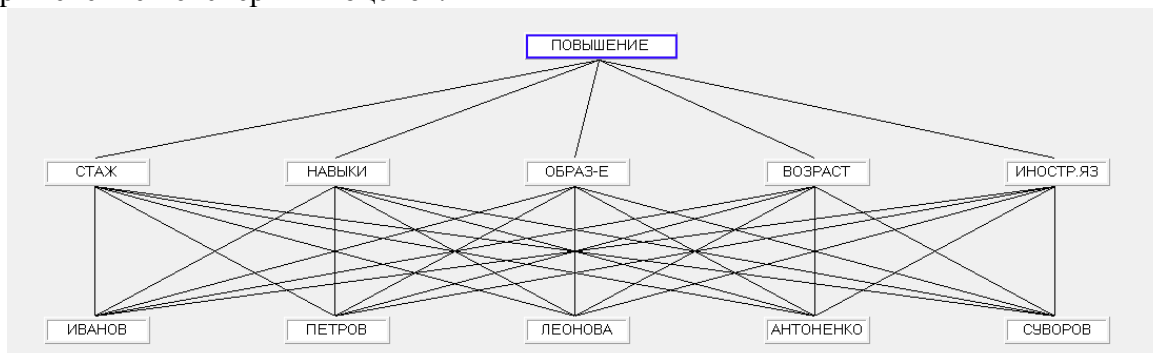 ПОВЫШЕНИЕ
СТАЖ НАВЫКИ ОБРАЗ-Е ВОЗРАСТ ИНОСТР.ЯЗ
ИВАНОВ ПЕТРОВ ЛЕОНОВА АНТОНЕНКО СУВОРОВ